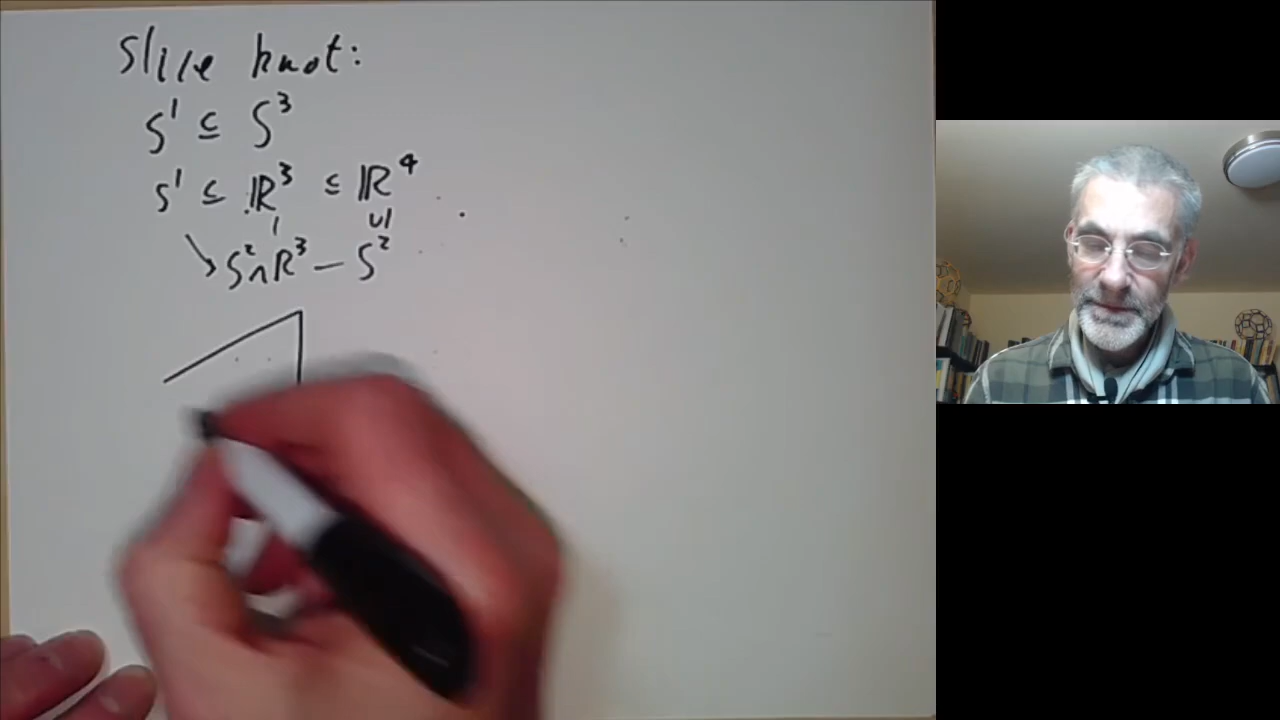 Slice knot:
S¹ ⊆ S³
S¹ ⊆ ℝ³ ⊆ ℝ⁴
∪|
↘ S² ∩ ℝ³ — S²